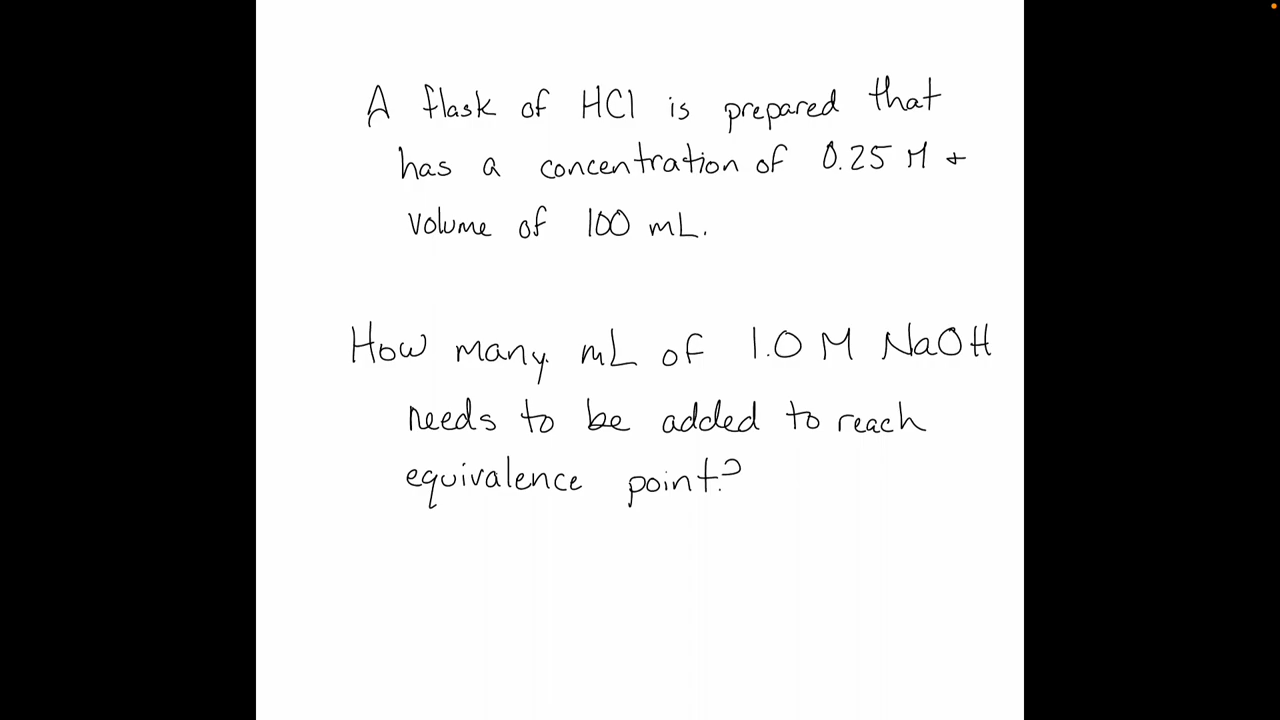 A flask of HCl is prepared that
has a concentration of 0.25 M +
volume of 100 mL.
How many mL of 1.0 M NaOH
needs to be added to reach
equivalence point?